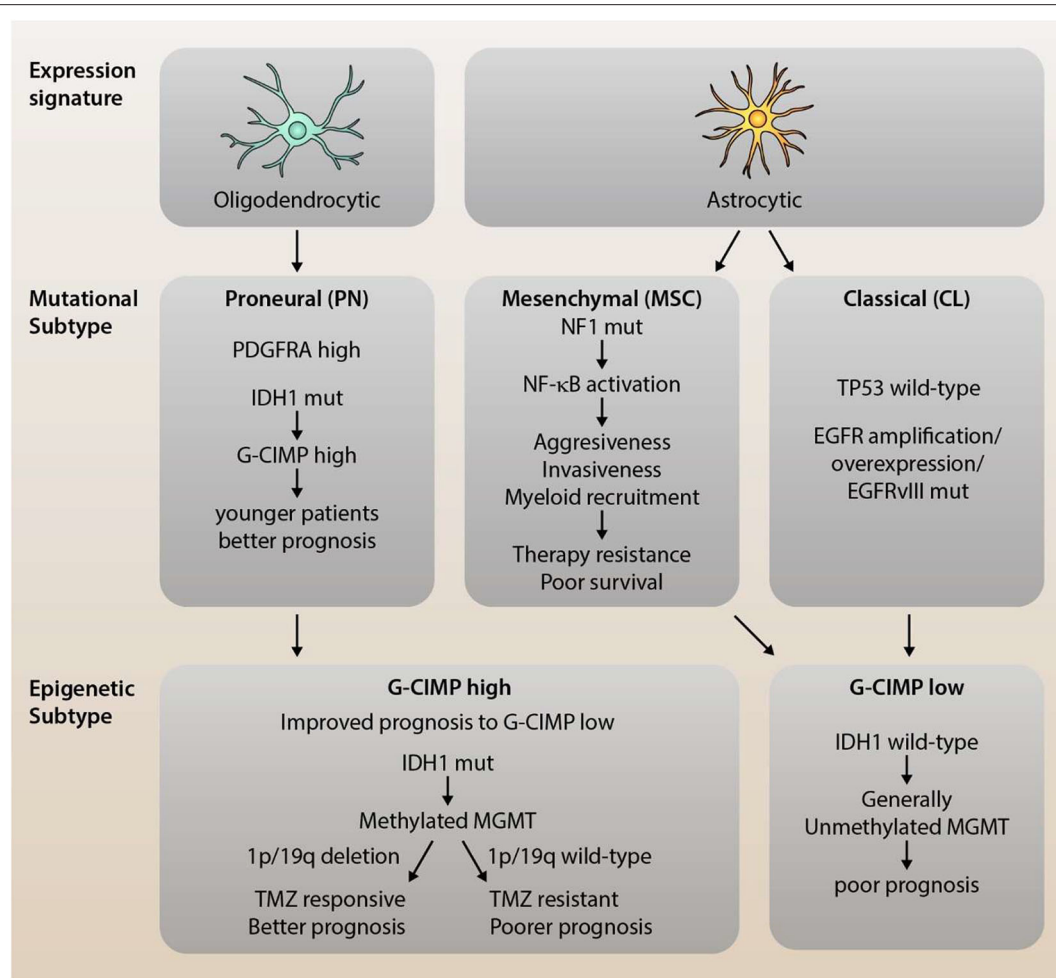 Expression
signature
Oligodendrocytic
Astrocytic
Mutational
Subtype
Proneural (PN)
PDGFRA high
IDH1 mut
G-CIMP high
younger patients
better prognosis
Mesenchymal (MSC)
NF1 mut
NF-κB activation
Aggresiveness
Invasiveness
Myeloid recruitment
Therapy resistance
Poor survival
Classical (CL)
TP53 wild-type
EGFR amplification/
overexpression/
EGFRvIII mut
Epigenetic
Subtype
G-CIMP high
Improved prognosis to G-CIMP low
IDH1 mut
Methylated MGMT
1p/19q deletion
1p/19q wild-type
TMZ responsive
Better prognosis
TMZ resistant
Poorer prognosis
G-CIMP low
IDH1 wild-type
Generally
Unmethylated MGMT
poor prognosis